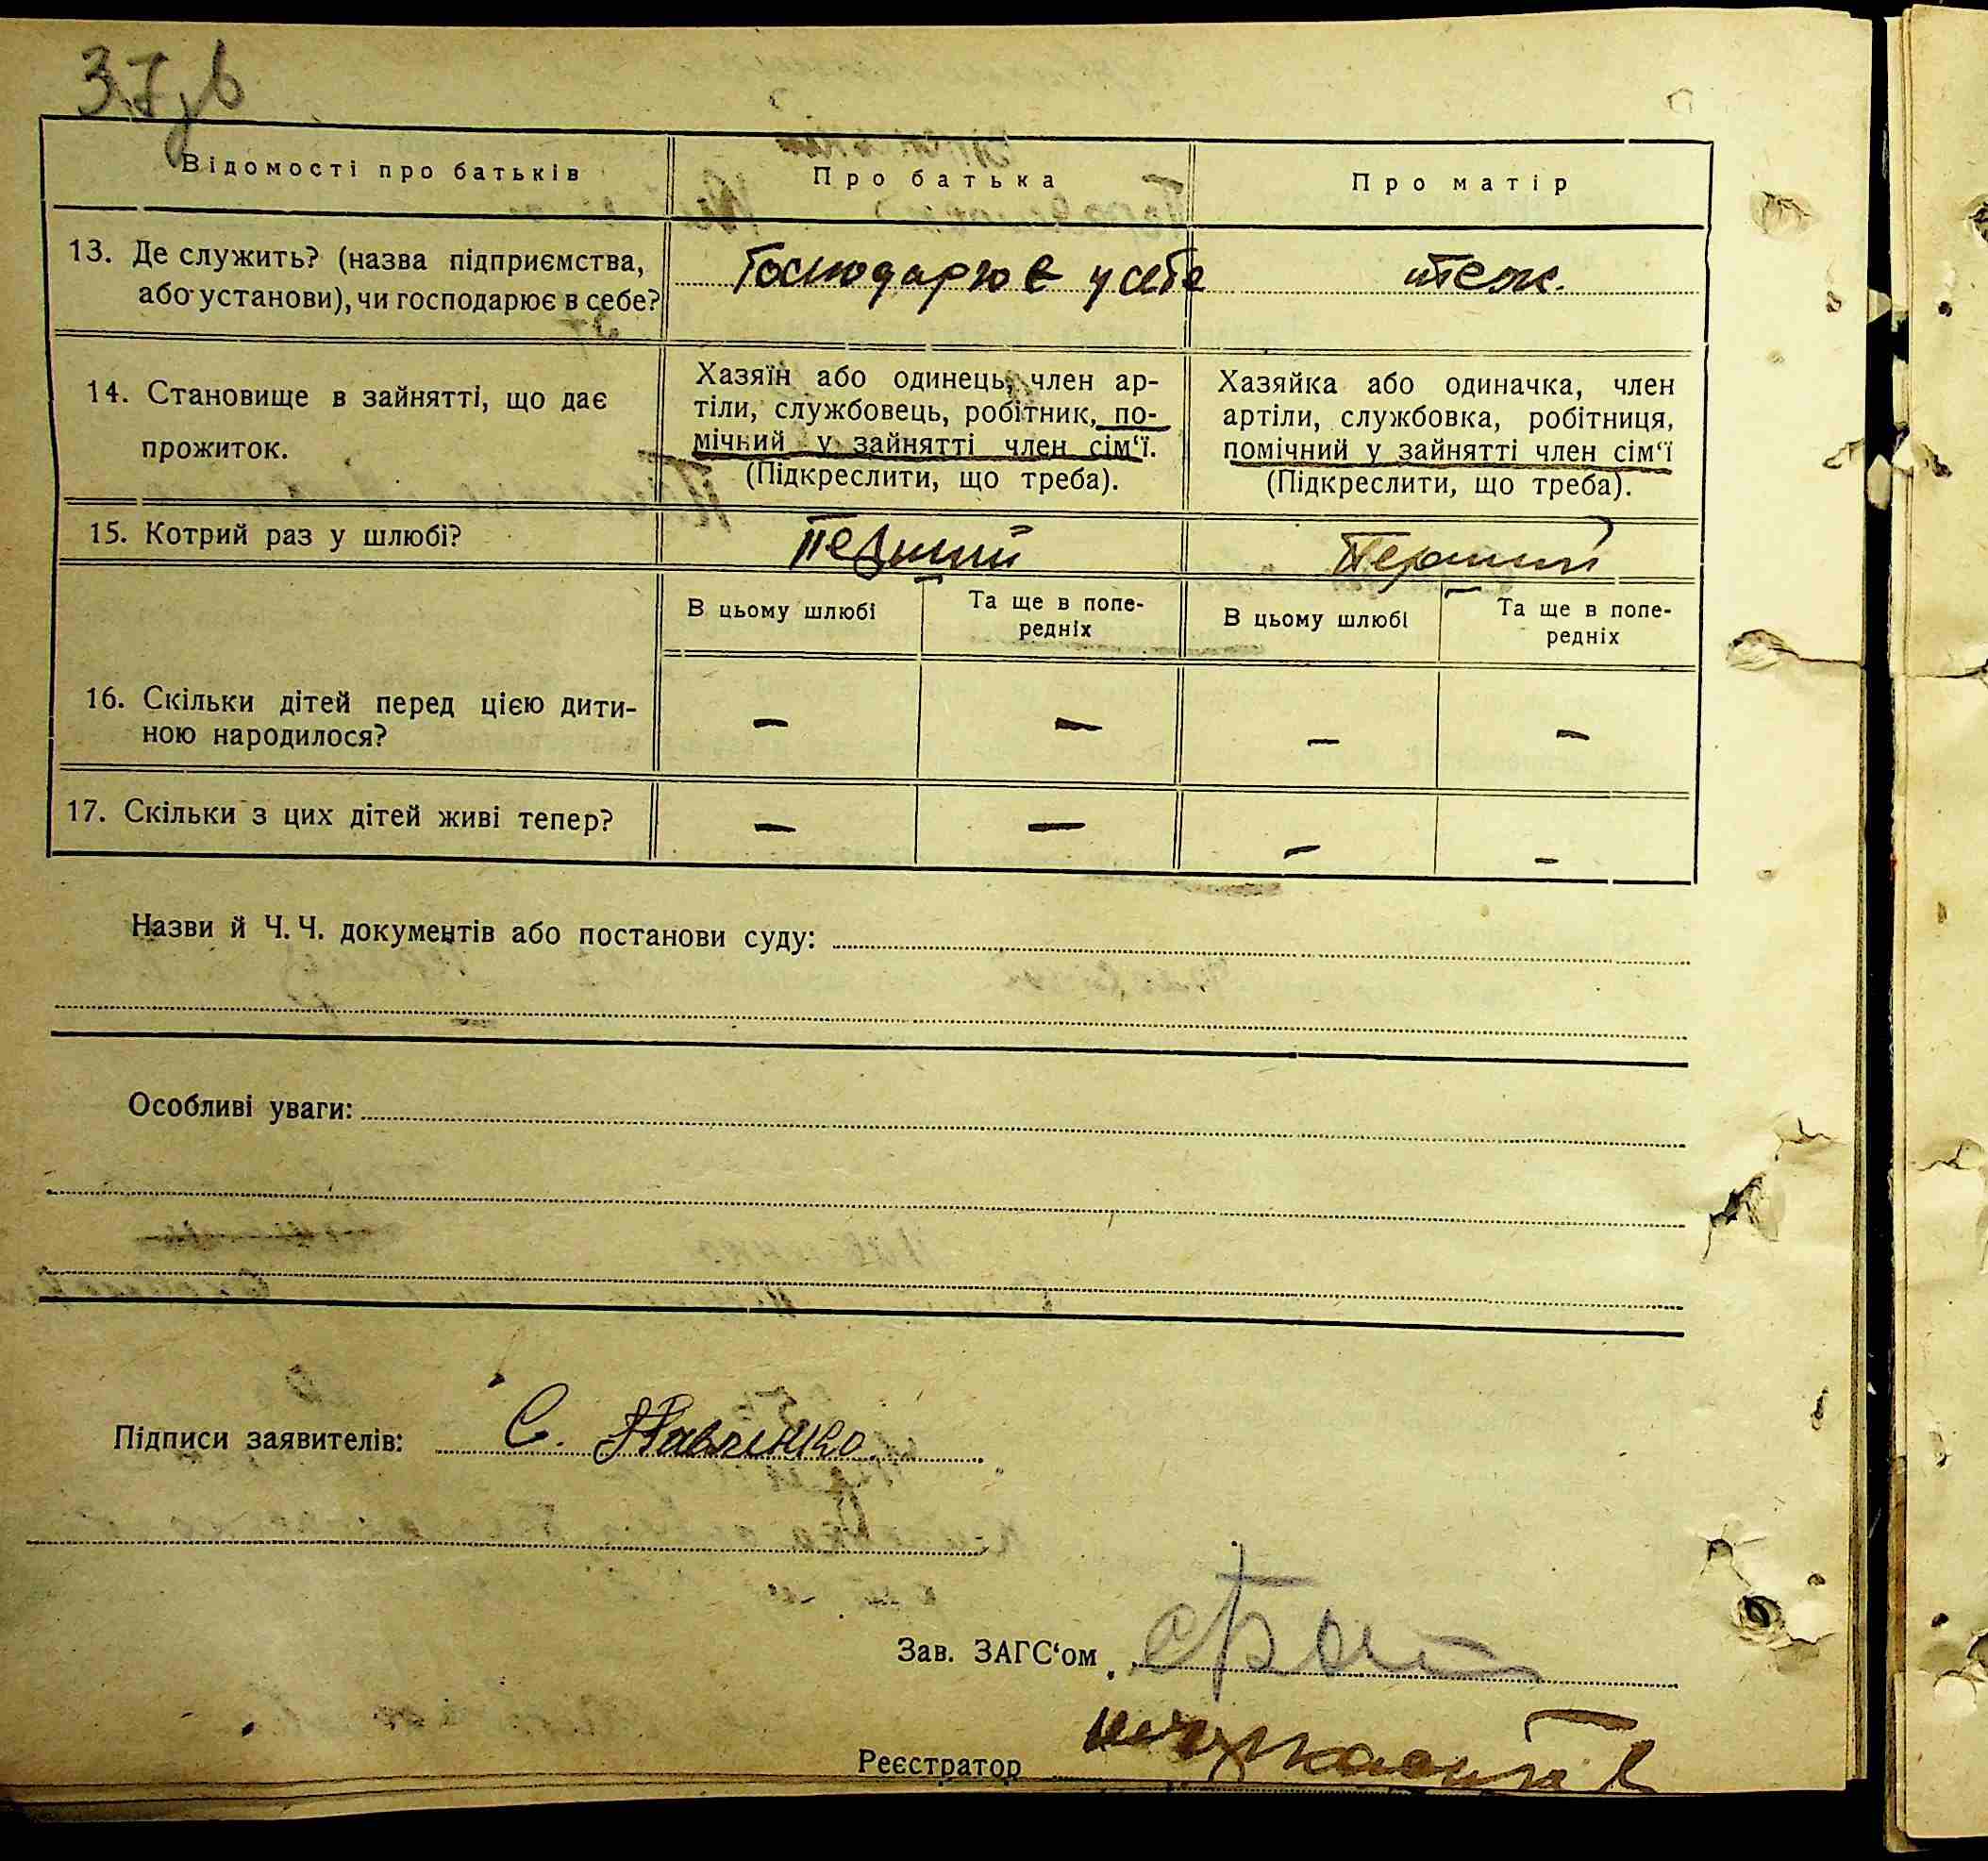 37
Відомості про батьків
Про батька
Про матір
13. Де служить? (назва підприємства,
або установи), чи господарює в себе?
Господарює у себе
теж.
14. Становище в зайнятті, що дає
прожиток.
Хазяїн або одинець, член ар-
тіли, службовець, робітник, по-
мічний у зайнятті член сім‘ї.
(Підкреслити, що треба).
Хазяйка або одиначка, член
артіли, службовка, робітниця,
помічний у зайнятті член сім‘ї
(Підкреслити, що треба).
15. Котрий раз у шлюбі?
Перший
Перший
В цьому шлюбі
Та ще в попе-
редніх
В цьому шлюбі
Та ще в попе-
редніх
16. Скільки дітей перед цією дити-
ною народилося?
— — — —
17. Скільки з цих дітей живі тепер?
— — — —
Назви й Ч. Ч. документів або постанови суду:
Особливі уваги:
Підписи заявителів: С. Павленко
Зав. ЗАГС‘ом
Реєстратор